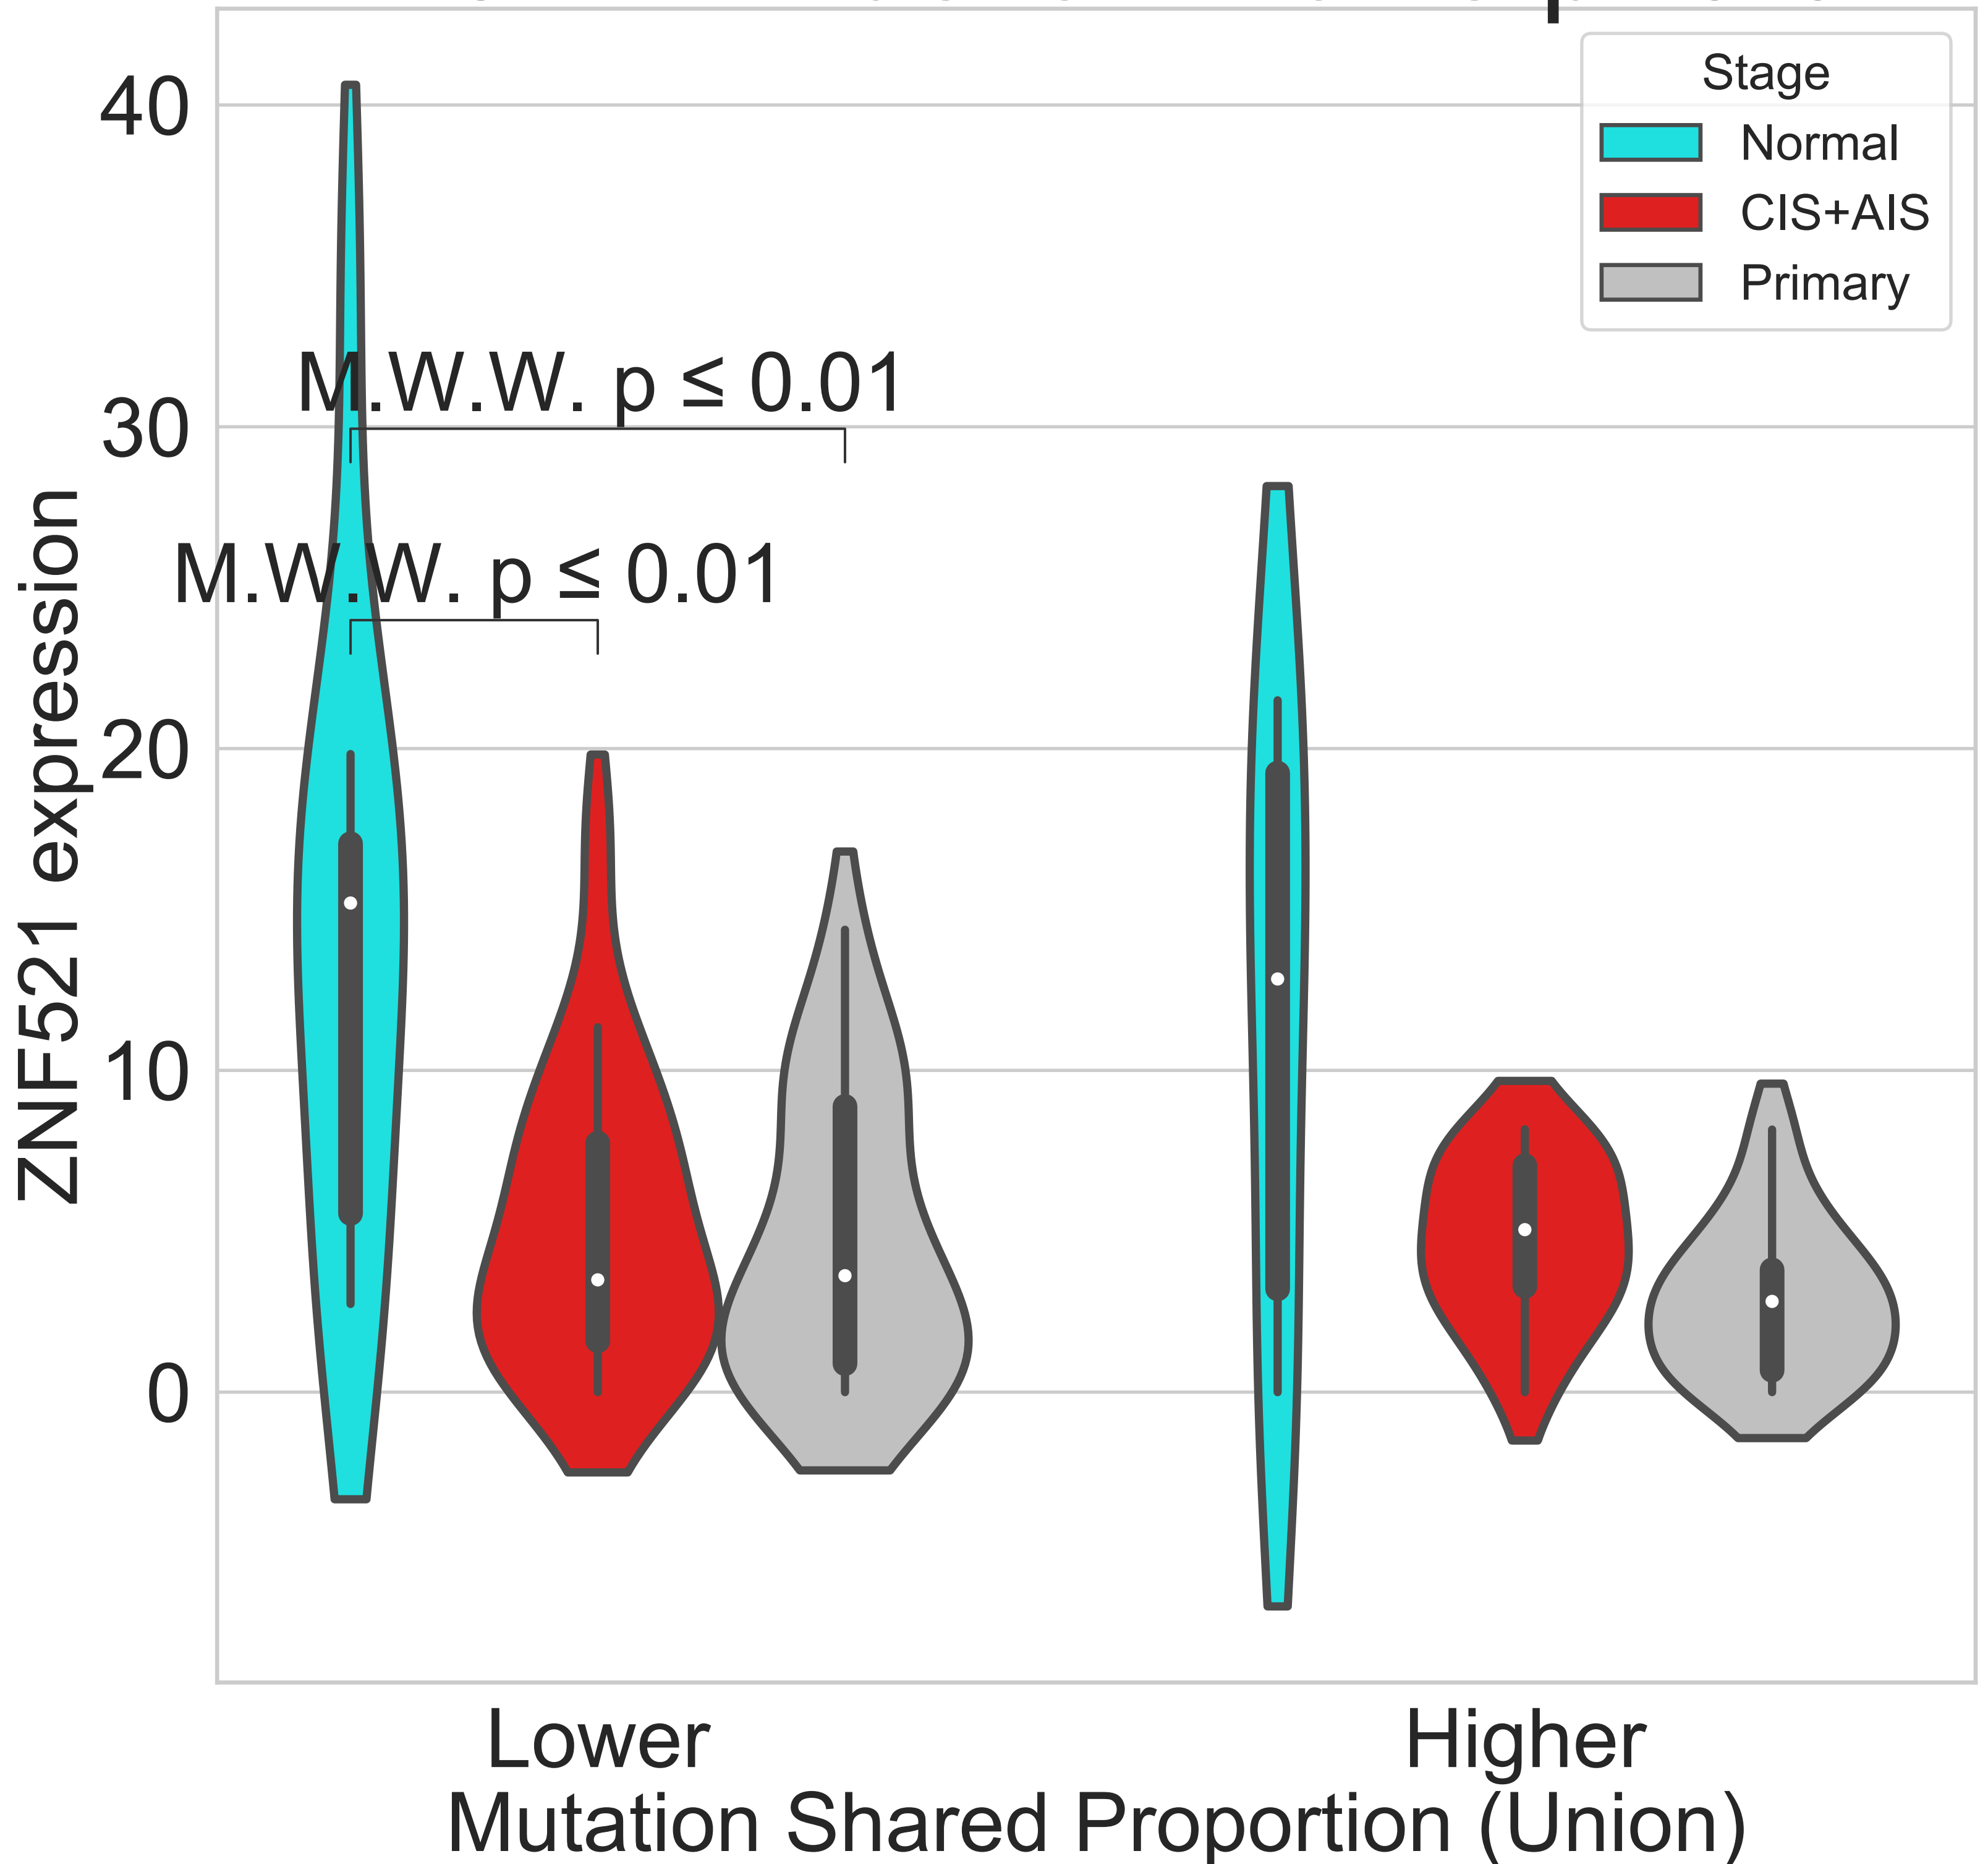 Stage
Normal
CIS+AIS
Primary
40
30
20
10
0
M.W.W. p ≤ 0.01
M.W.W. p ≤ 0.01
ZNF521 expression
Lower
Higher
Mutation Shared Proportion (Union)